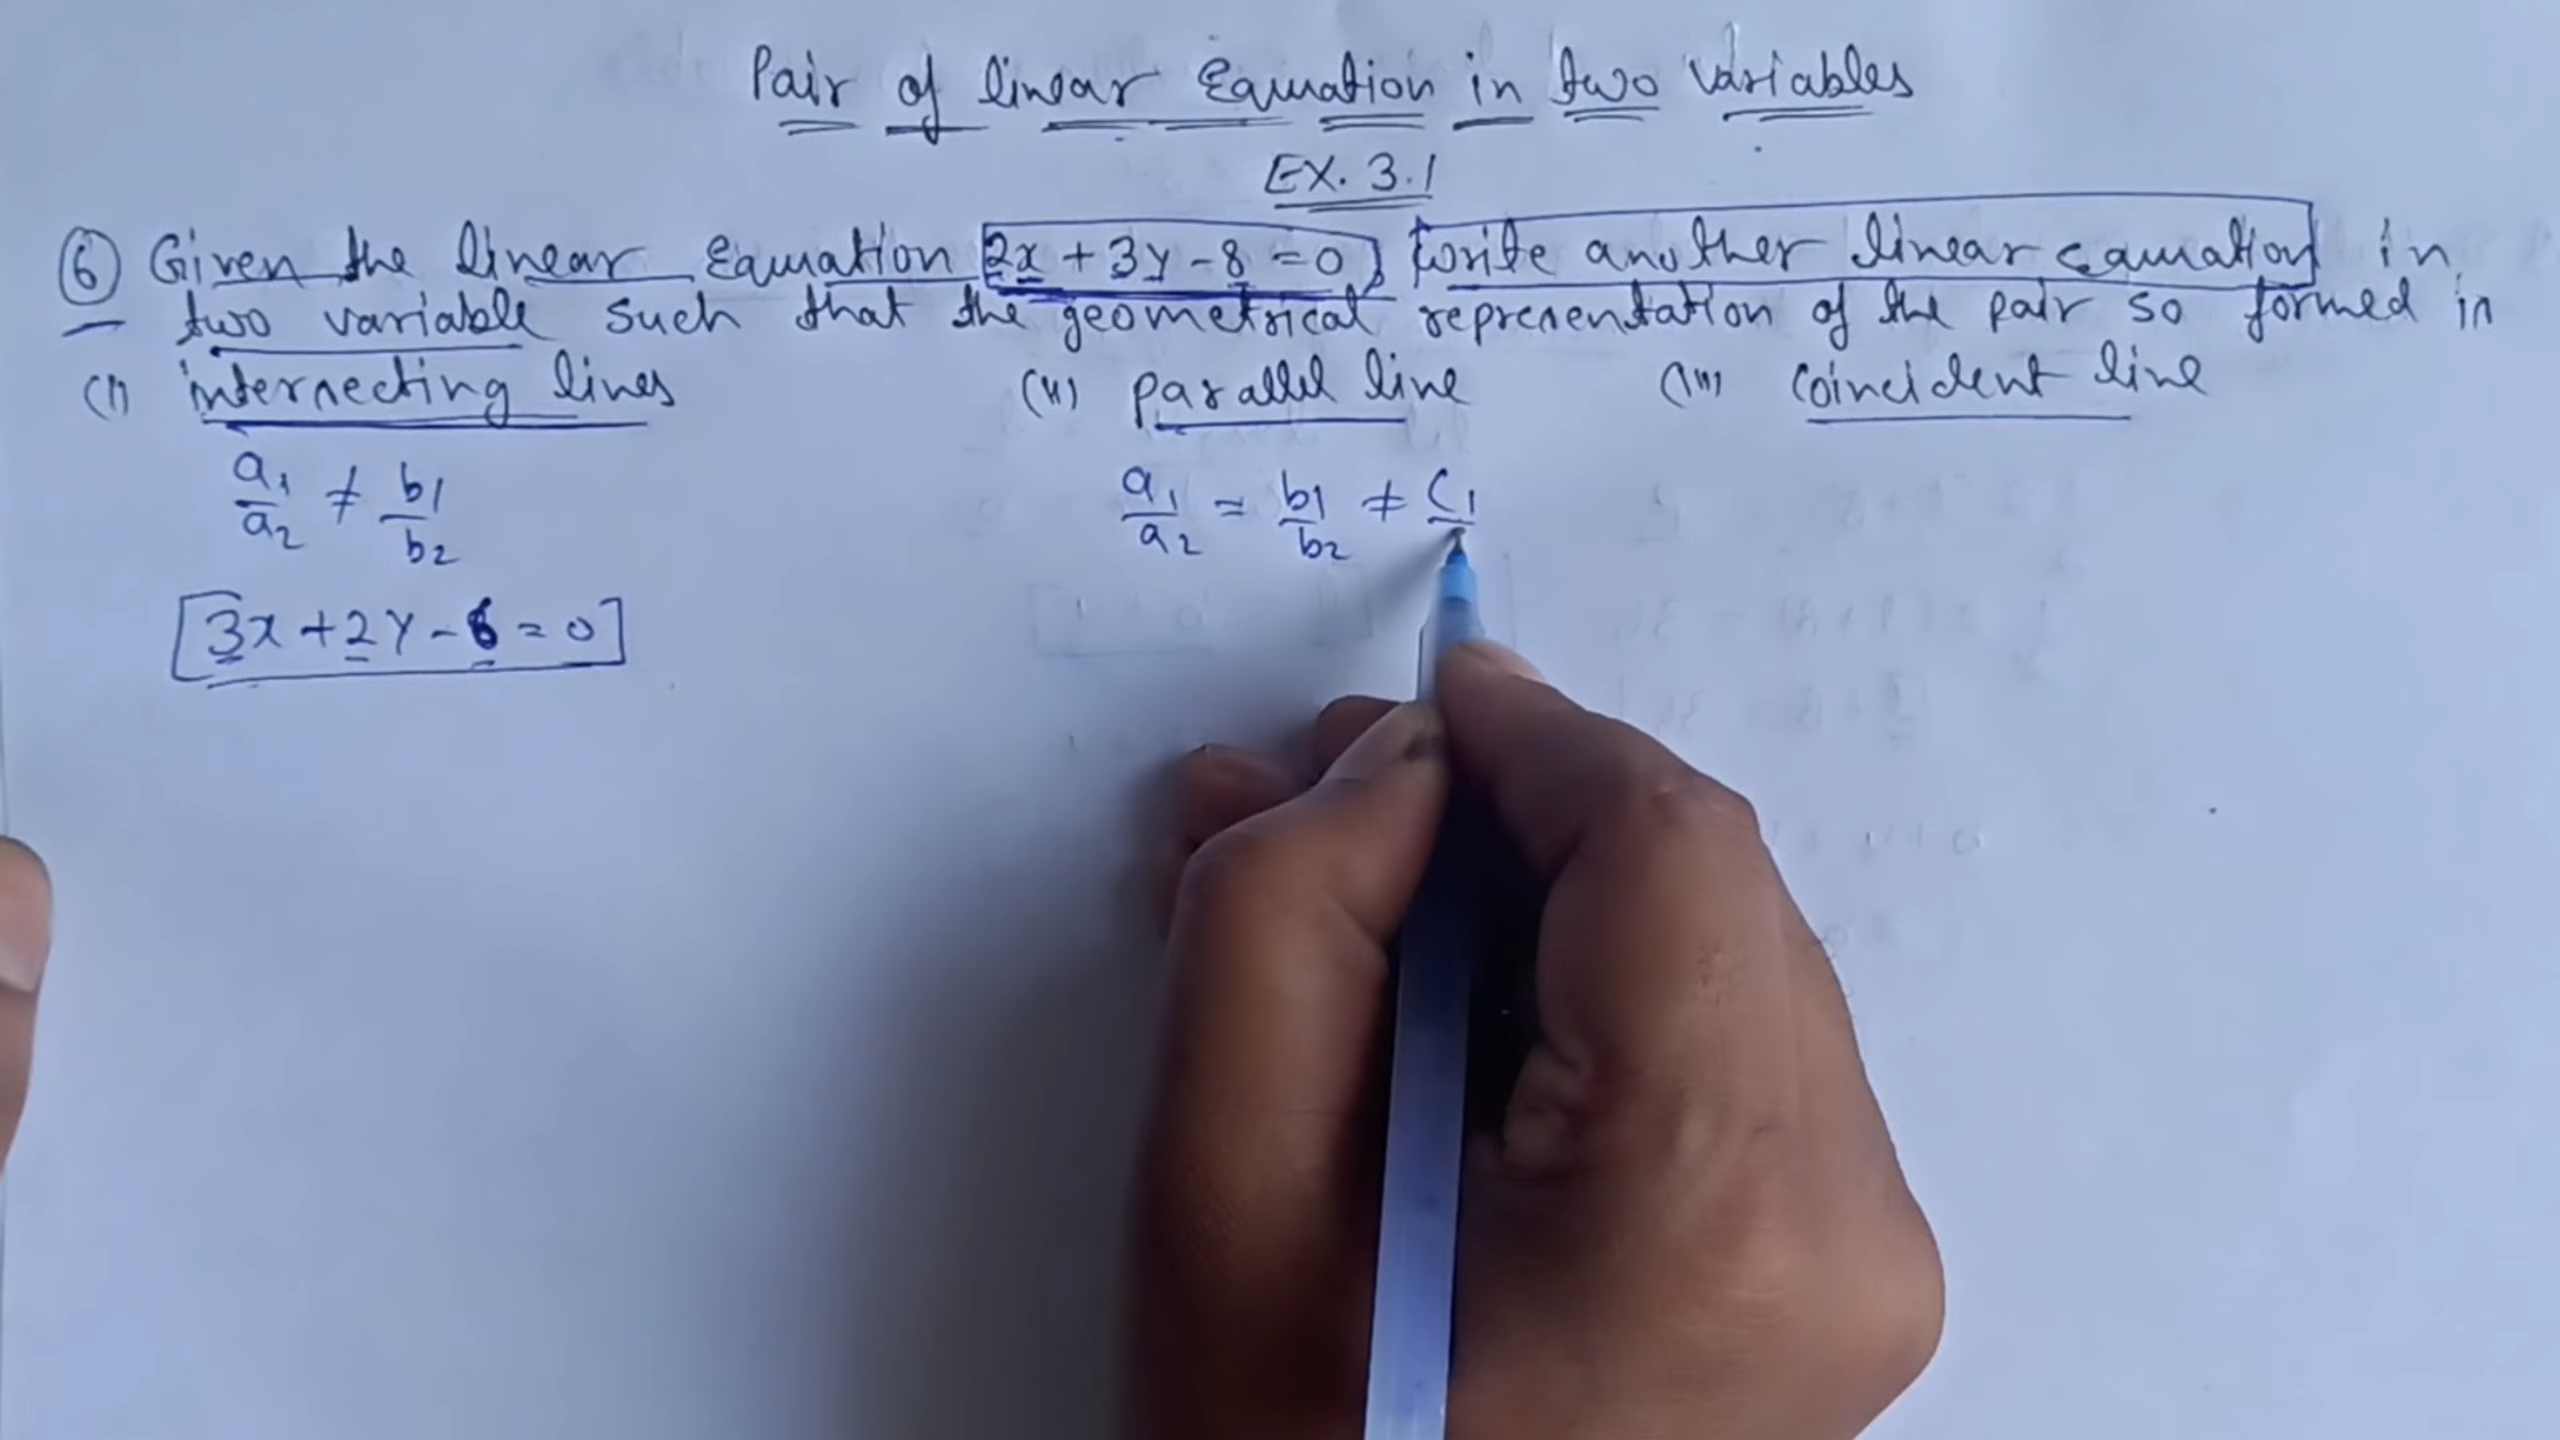 Pair of linear Equation in two variables
EX. 3.1
⑥ Given the linear Equation 2x + 3y - 8 = 0, write another linear equation in
two variable such that the geometrical representation of the pair so formed in
(i) intersecting lines (ii) parallel line (iii) coincident line
a1/a2 ≠ b1/b2 a1/a2 = b1/b2 ≠ C1/
3x + 2y - 6 = 0